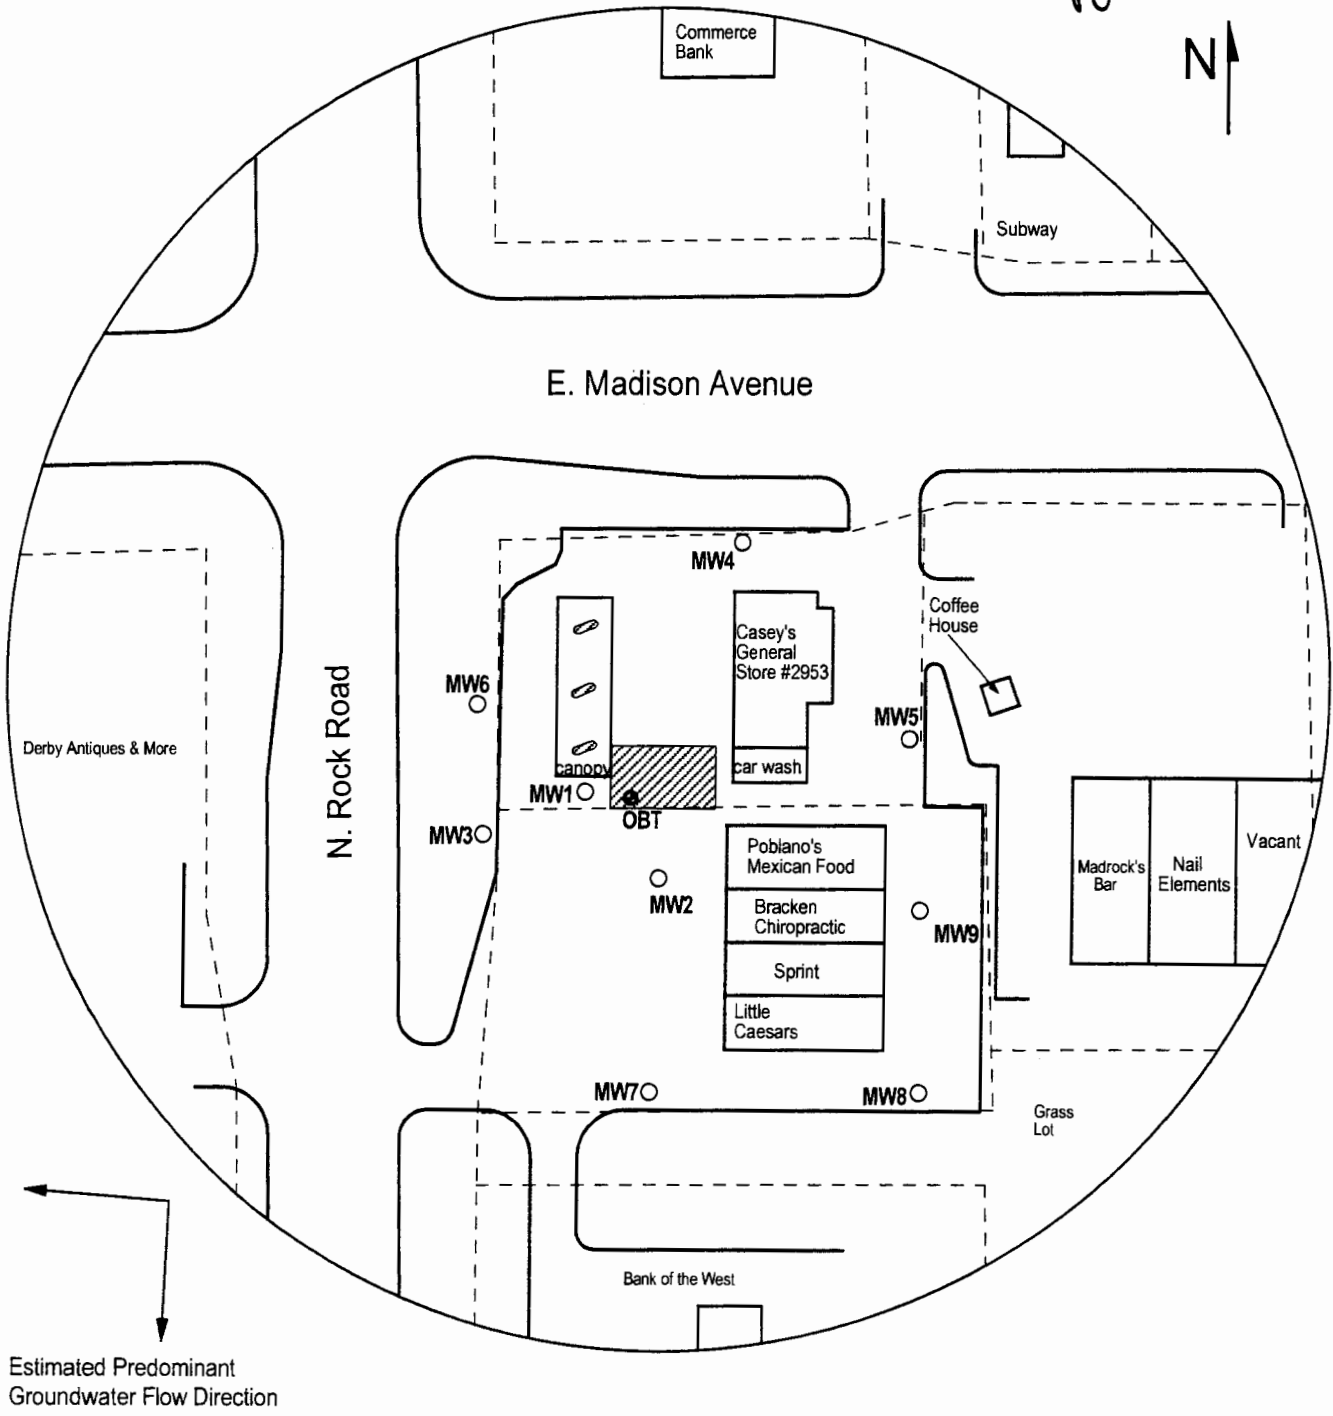 Commerce
Bank
N
Subway
E. Madison Avenue
MW4
Coffee
House
Casey's
General
Store #2953
MW6
MW5
N. Rock Road
Derby Antiques & More
canopy
car wash
MW1
OBT
MW3
Poblano's
Mexican Food
Vacant
Madrock's
Bar
Nail
Elements
MW2
Bracken
Chiropractic
MW9
Sprint
Little
Caesars
MW7
MW8
Grass
Lot
Bank of the West
Estimated Predominant
Groundwater Flow Direction